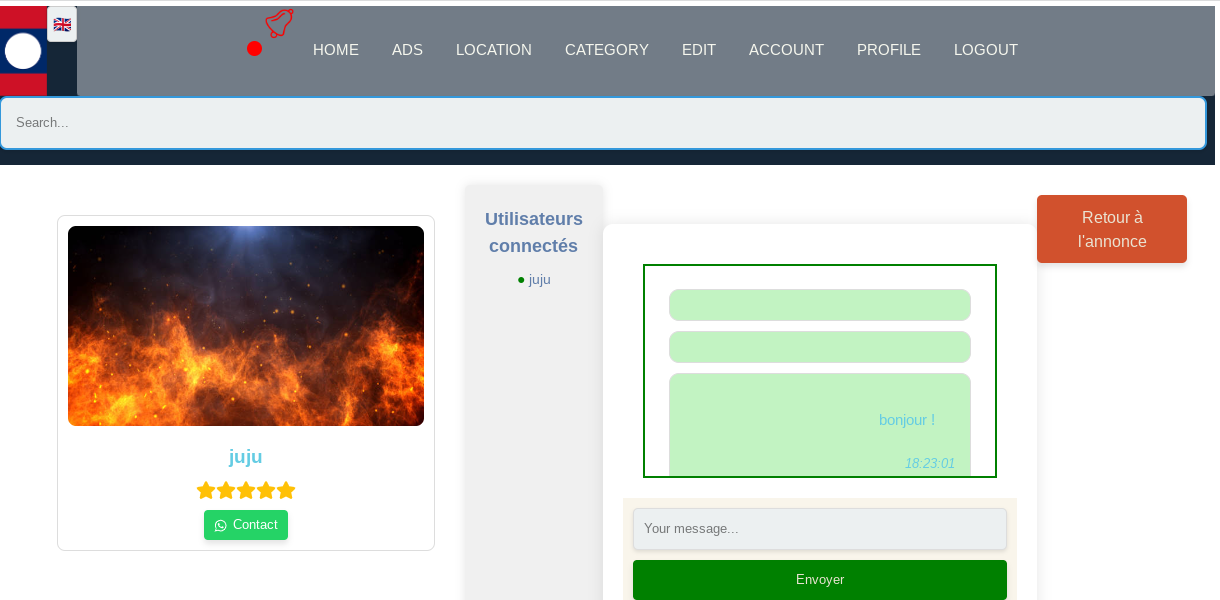 HOME ADS LOCATION CATEGORY EDIT ACCOUNT PROFILE LOGOUT
Search...
juju
Contact
Utilisateurs
connectés
juju
bonjour !
18:23:01
Your message...
Envoyer
Retour à
l'annonce